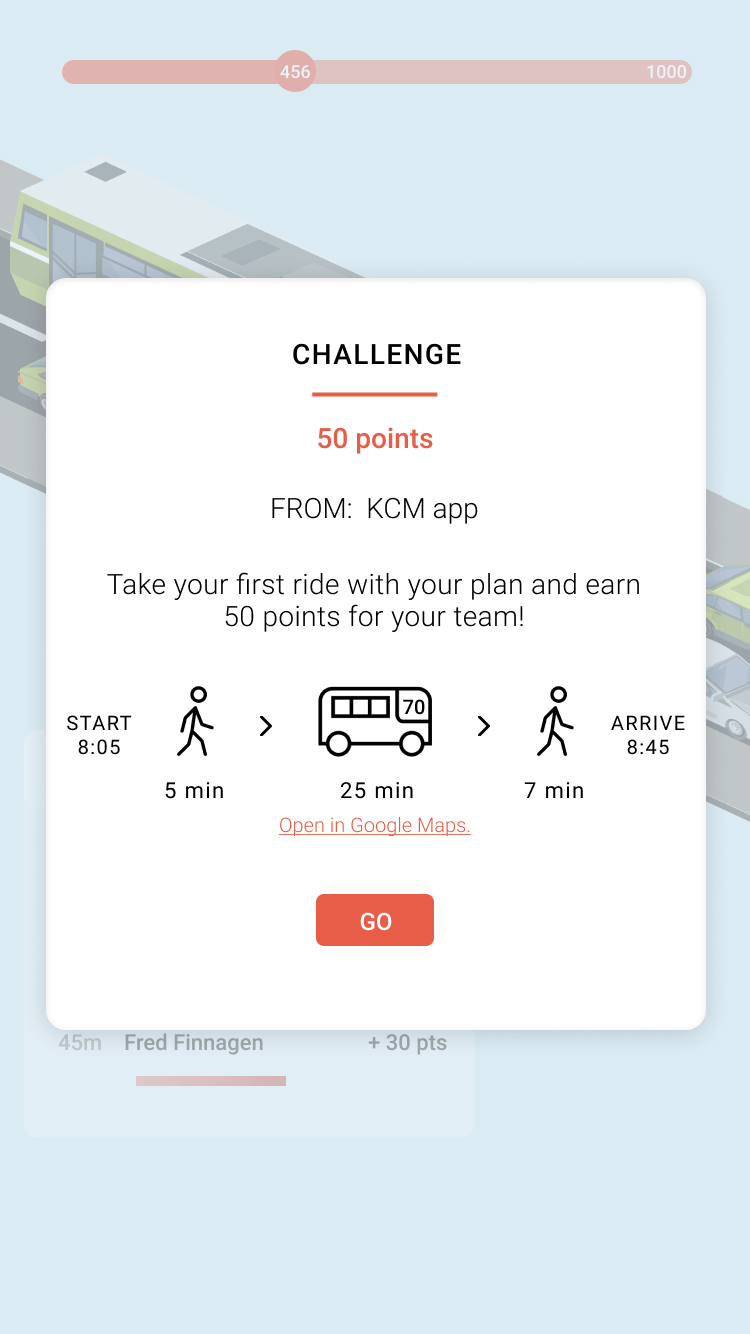 456
1000
CHALLENGE
50 points
FROM: KCM app
Take your first ride with your plan and earn
50 points for your team!
70
START
8:05
ARRIVE
8:45
5 min
25 min
7 min
Open in Google Maps.
GO
45m Fred Finnagen + 30 pts